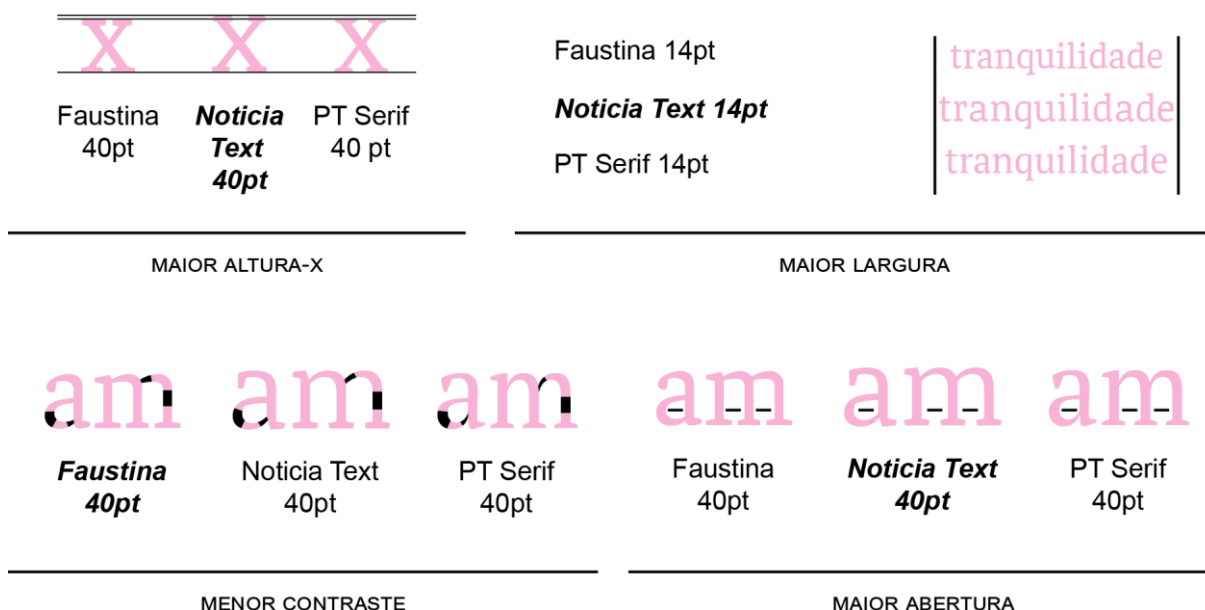 x x x
Faustina 40pt
Noticia Text 40pt
PT Serif 40 pt
MAIOR ALTURA-X
Faustina 14pt
tranquilidade
Noticia Text 14pt
tranquilidade
PT Serif 14pt
tranquilidade
MAIOR LARGURA
am am am
Faustina 40pt
Noticia Text 40pt
PT Serif 40pt
MENOR CONTRASTE
am am am
Faustina 40pt
Noticia Text 40pt
PT Serif 40pt
MAIOR ABERTURA